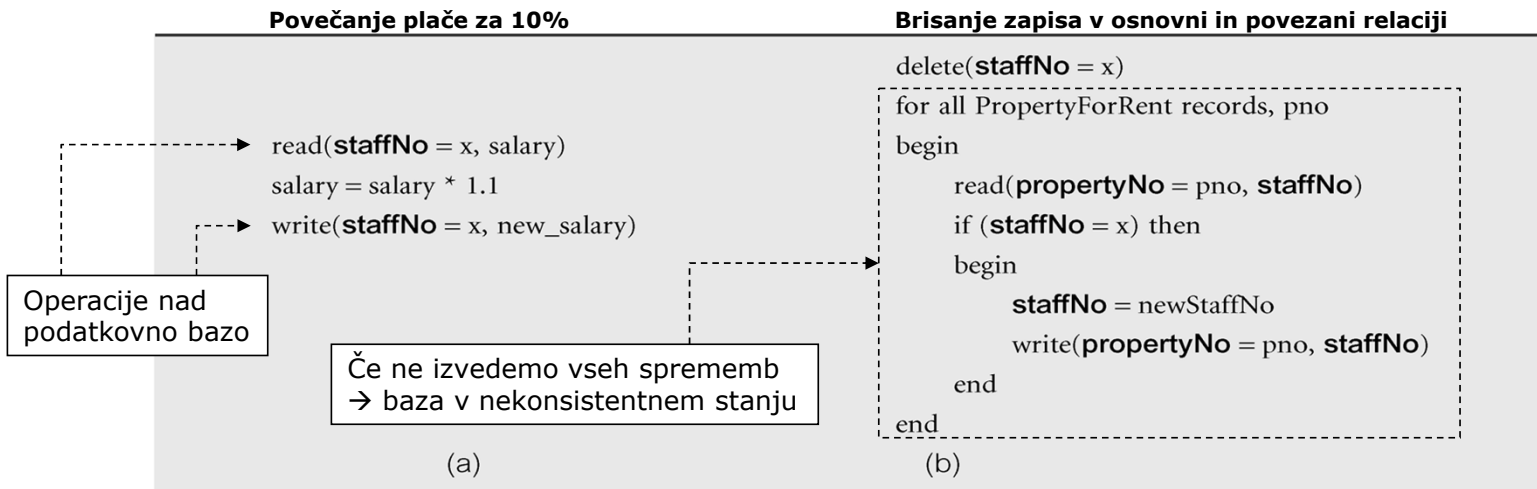 Povečanje plače za 10%
read(staffNo = x, salary)
salary = salary * 1.1
write(staffNo = x, new_salary)
Operacije nad
podatkovno bazo
(a)
Brisanje zapisa v osnovni in povezani relaciji
delete(staffNo = x)
for all PropertyForRent records, pno
begin
read(propertyNo = pno, staffNo)
if (staffNo = x) then
begin
staffNo = newStaffNo
write(propertyNo = pno, staffNo)
end
end
Če ne izvedemo vseh sprememb
→ baza v nekonsistentnem stanju
(b)